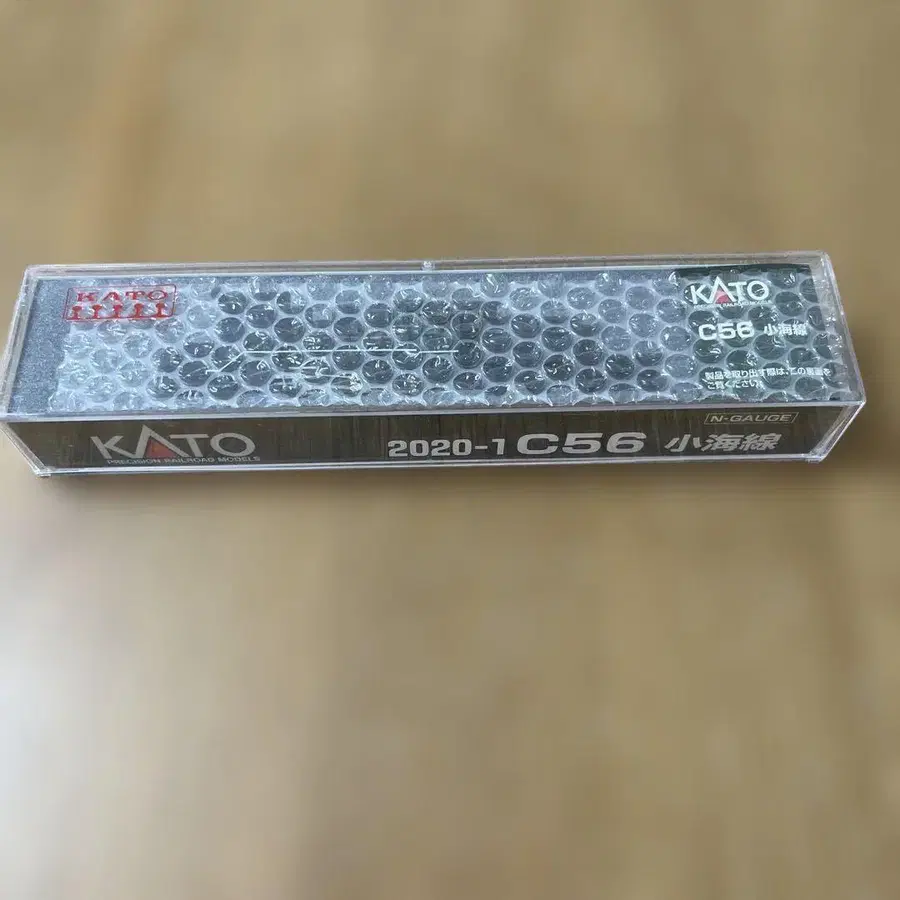 KATO
KATO
PRECISION RAILROAD MODELS
C56 小海線
製品を取り出す際は、この裏面を
ご覧ください。
N-GAUGE
KATO
PRECISION RAILROAD MODELS
2020-1 C56 小海線